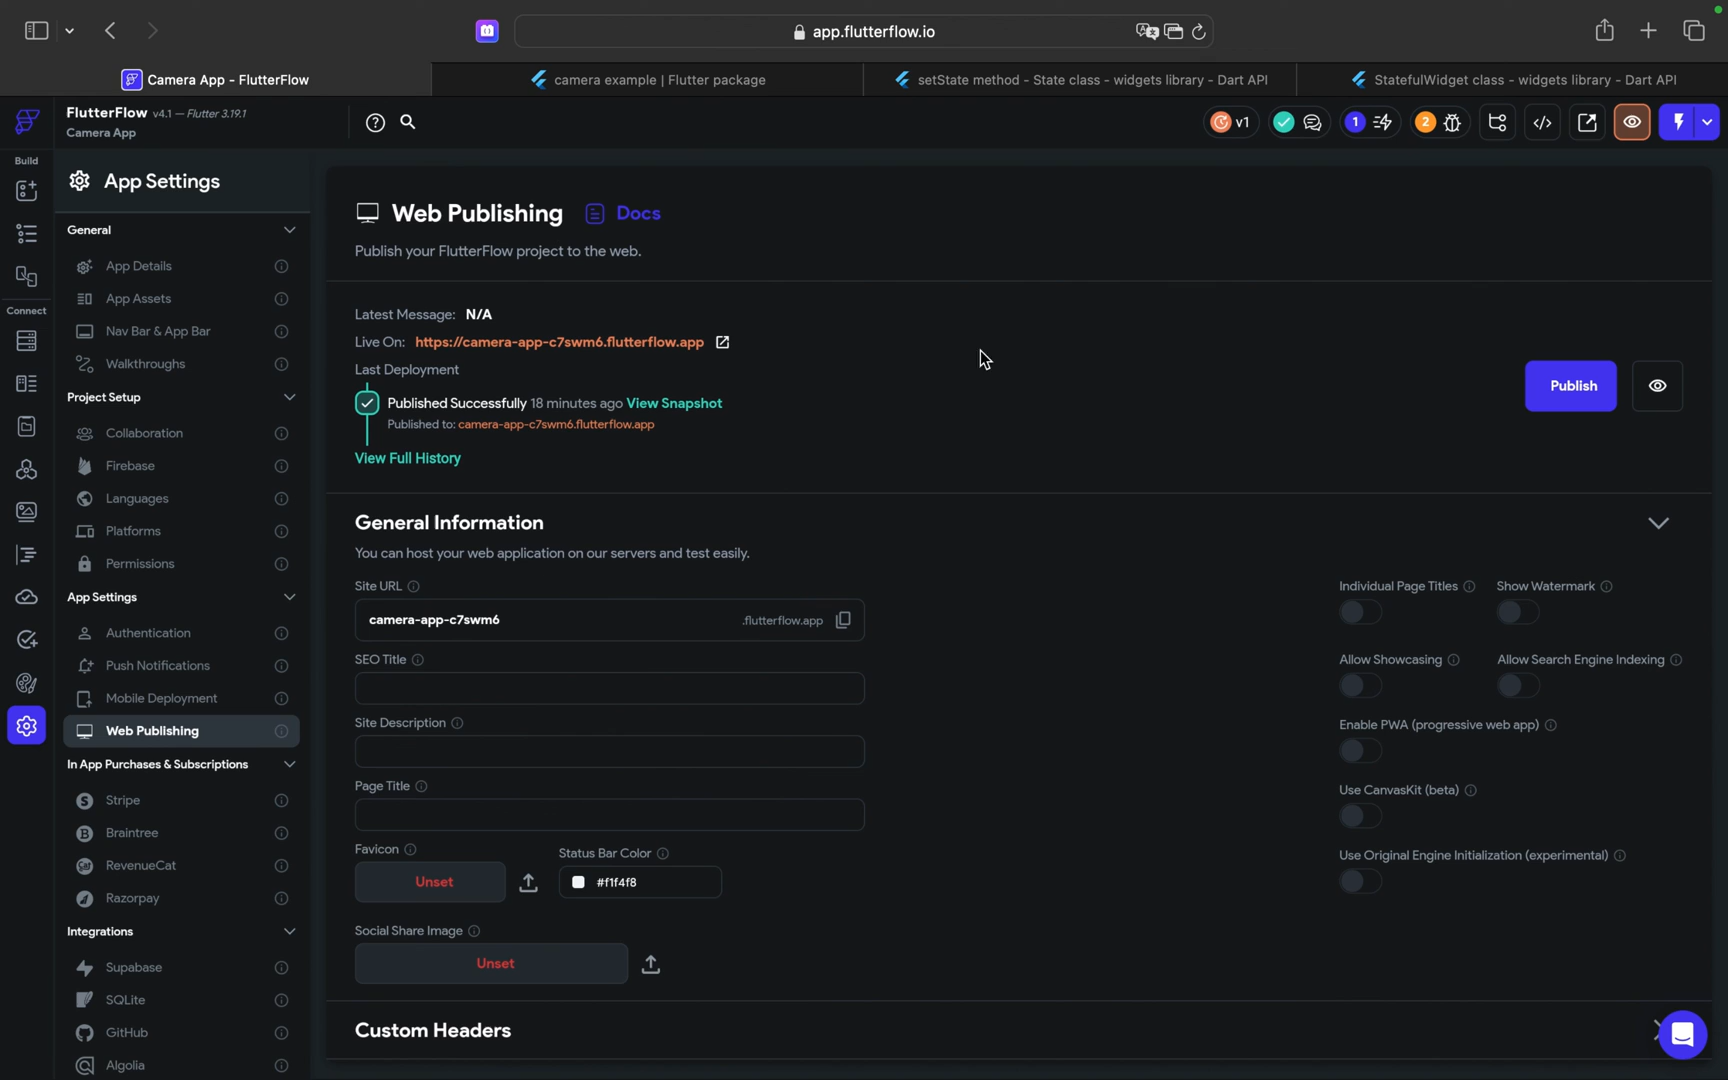 app.flutterflow.io
Camera App - FlutterFlow
camera example | Flutter package
setState method - State class - widgets library - Dart API
StatefulWidget class - widgets library - Dart API
FlutterFlow v4.1 — Flutter 3.19.1
Camera App
v1
1
2
Build
Connect
App Settings
General
App Details
App Assets
Nav Bar & App Bar
Walkthroughs
Project Setup
Collaboration
Firebase
Languages
Platforms
Permissions
App Settings
Authentication
Push Notifications
Mobile Deployment
Web Publishing
In App Purchases & Subscriptions
Stripe
Braintree
RevenueCat
Razorpay
Integrations
Supabase
SQLite
GitHub
Algolia
Web Publishing Docs
Publish your FlutterFlow project to the web.
Latest Message: N/A
Live On: https://camera-app-c7swm6.flutterflow.app
Last Deployment
Published Successfully 18 minutes ago View Snapshot
Published to: camera-app-c7swm6.flutterflow.app
View Full History
Publish
General Information
You can host your web application on our servers and test easily.
Site URL
camera-app-c7swm6 .flutterflow.app
SEO Title
Site Description
Page Title
Favicon
Unset
Status Bar Color
#f1f4f8
Social Share Image
Unset
Individual Page Titles
Show Watermark
Allow Showcasing
Allow Search Engine Indexing
Enable PWA (progressive web app)
Use CanvasKit (beta)
Use Original Engine Initialization (experimental)
Custom Headers